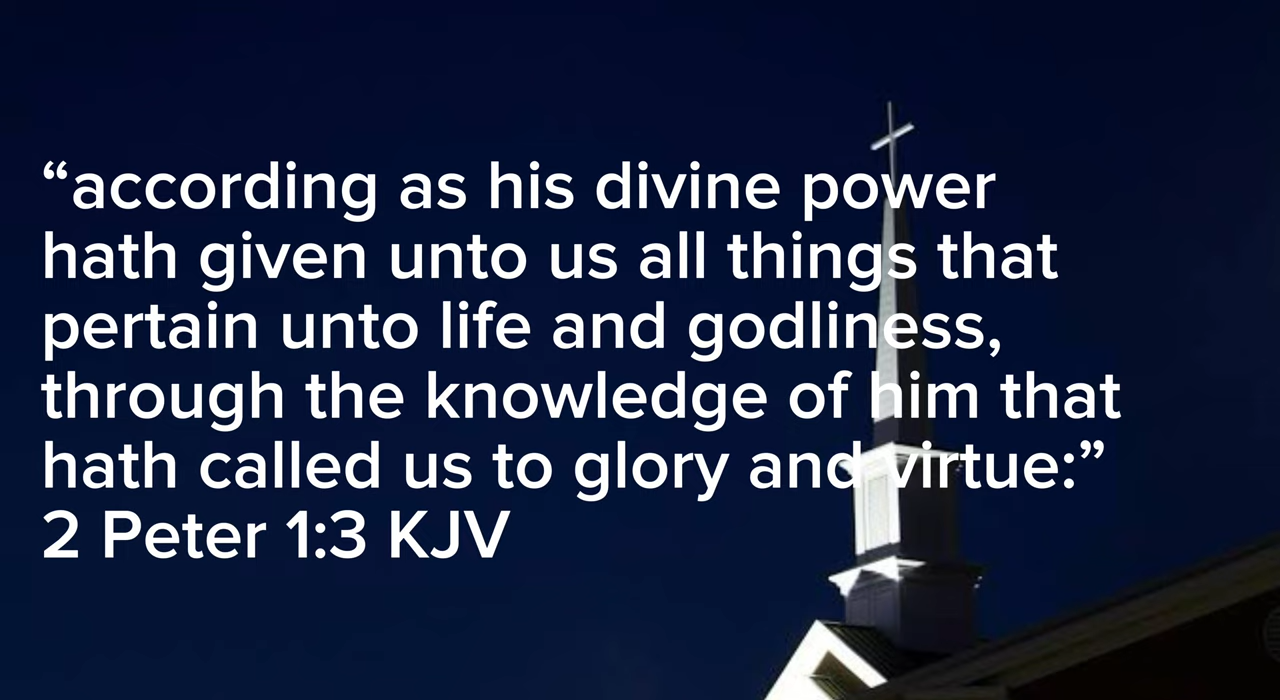 “according as his divine power
hath given unto us all things that
pertain unto life and godliness,
through the knowledge of him that
hath called us to glory and virtue:”
2 Peter 1:3 KJV